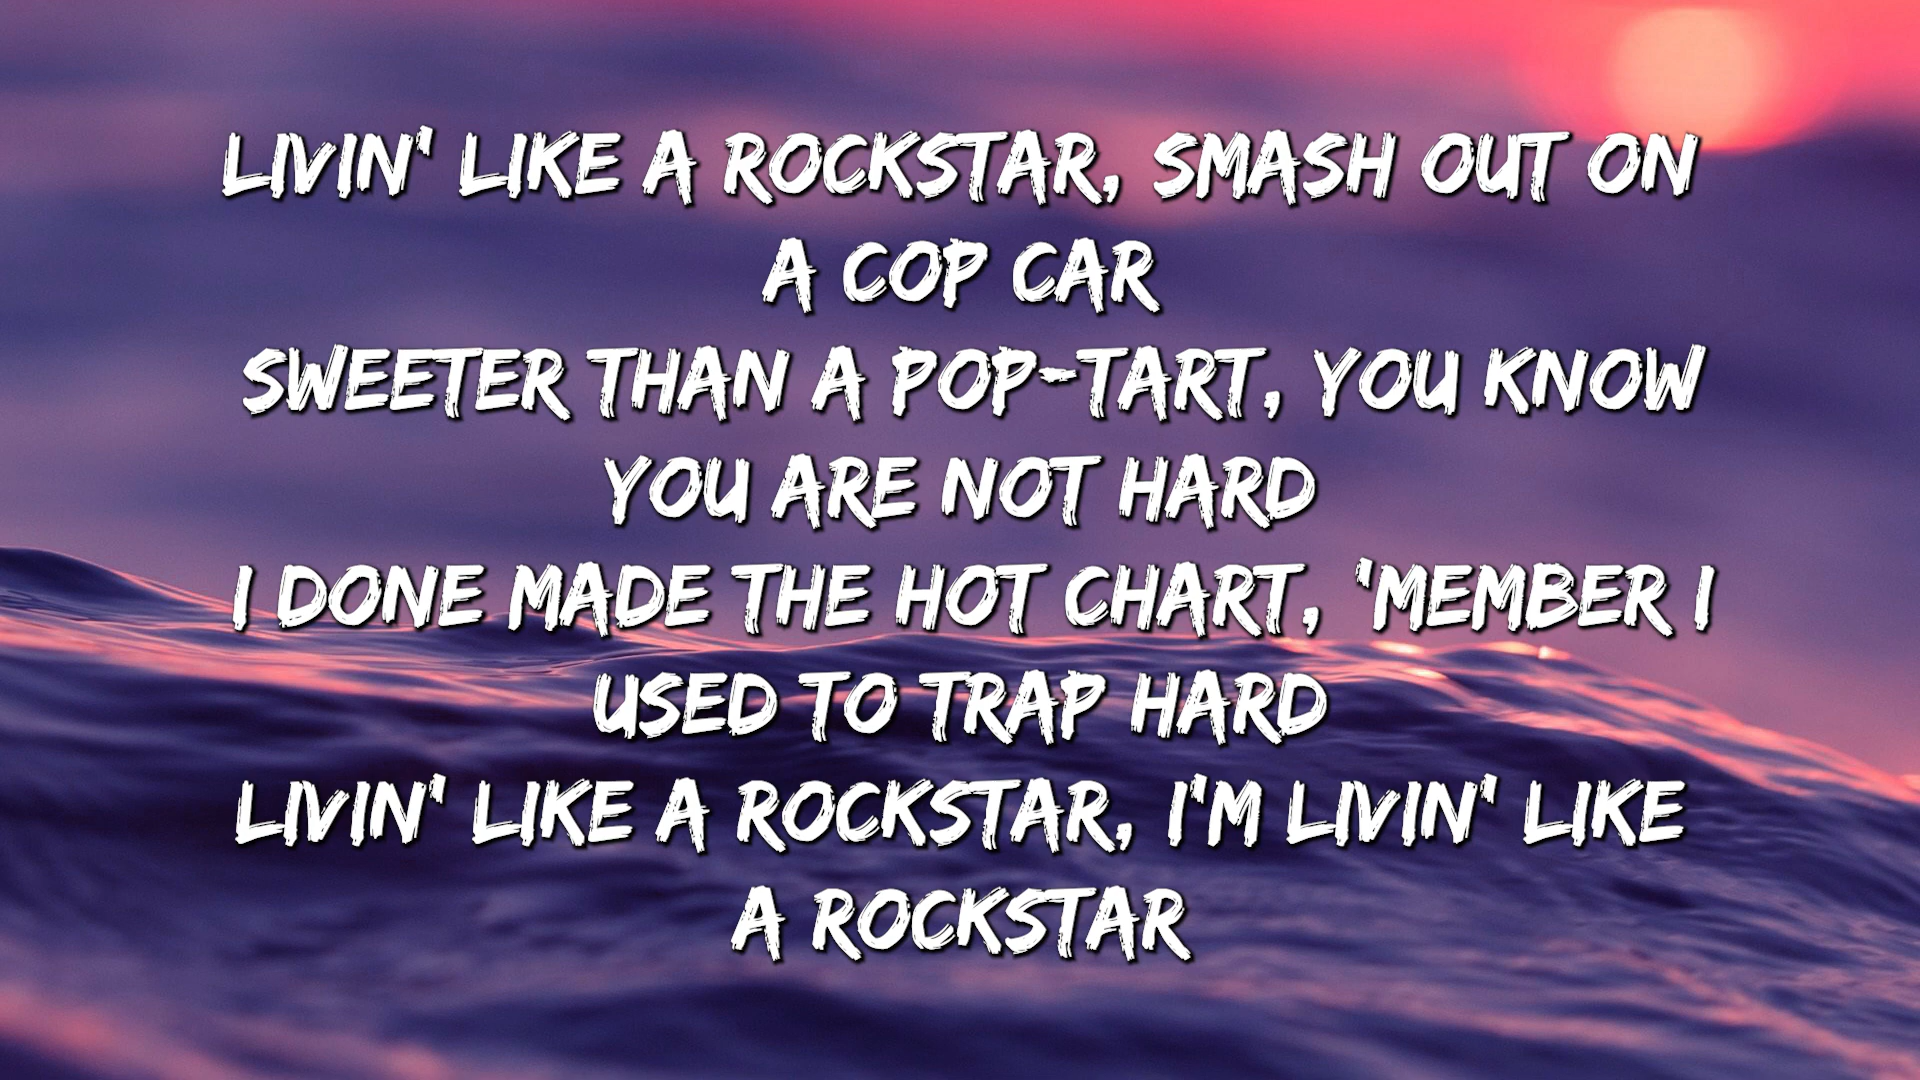 LIVIN' LIKE A ROCKSTAR, SMASH OUT ON
A COP CAR
SWEETER THAN A POP-TART, YOU KNOW
YOU ARE NOT HARD
I DONE MADE THE HOT CHART, 'MEMBER I
USED TO TRAP HARD
LIVIN' LIKE A ROCKSTAR, I'M LIVIN' LIKE
A ROCKSTAR